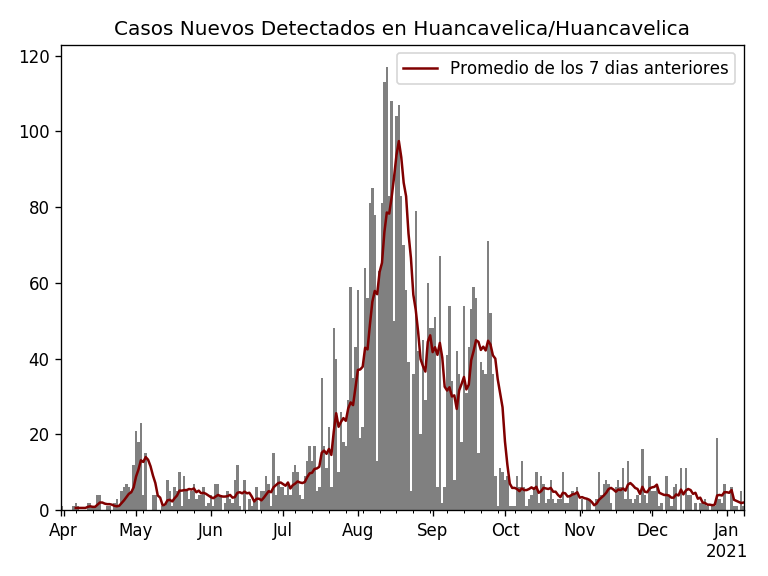 Casos Nuevos Detectados en Huancavelica/Huancavelica
Promedio de los 7 dias anteriores
120
100
80
60
40
20
0
Apr May Jun Jul Aug Sep Oct Nov Dec Jan
2021